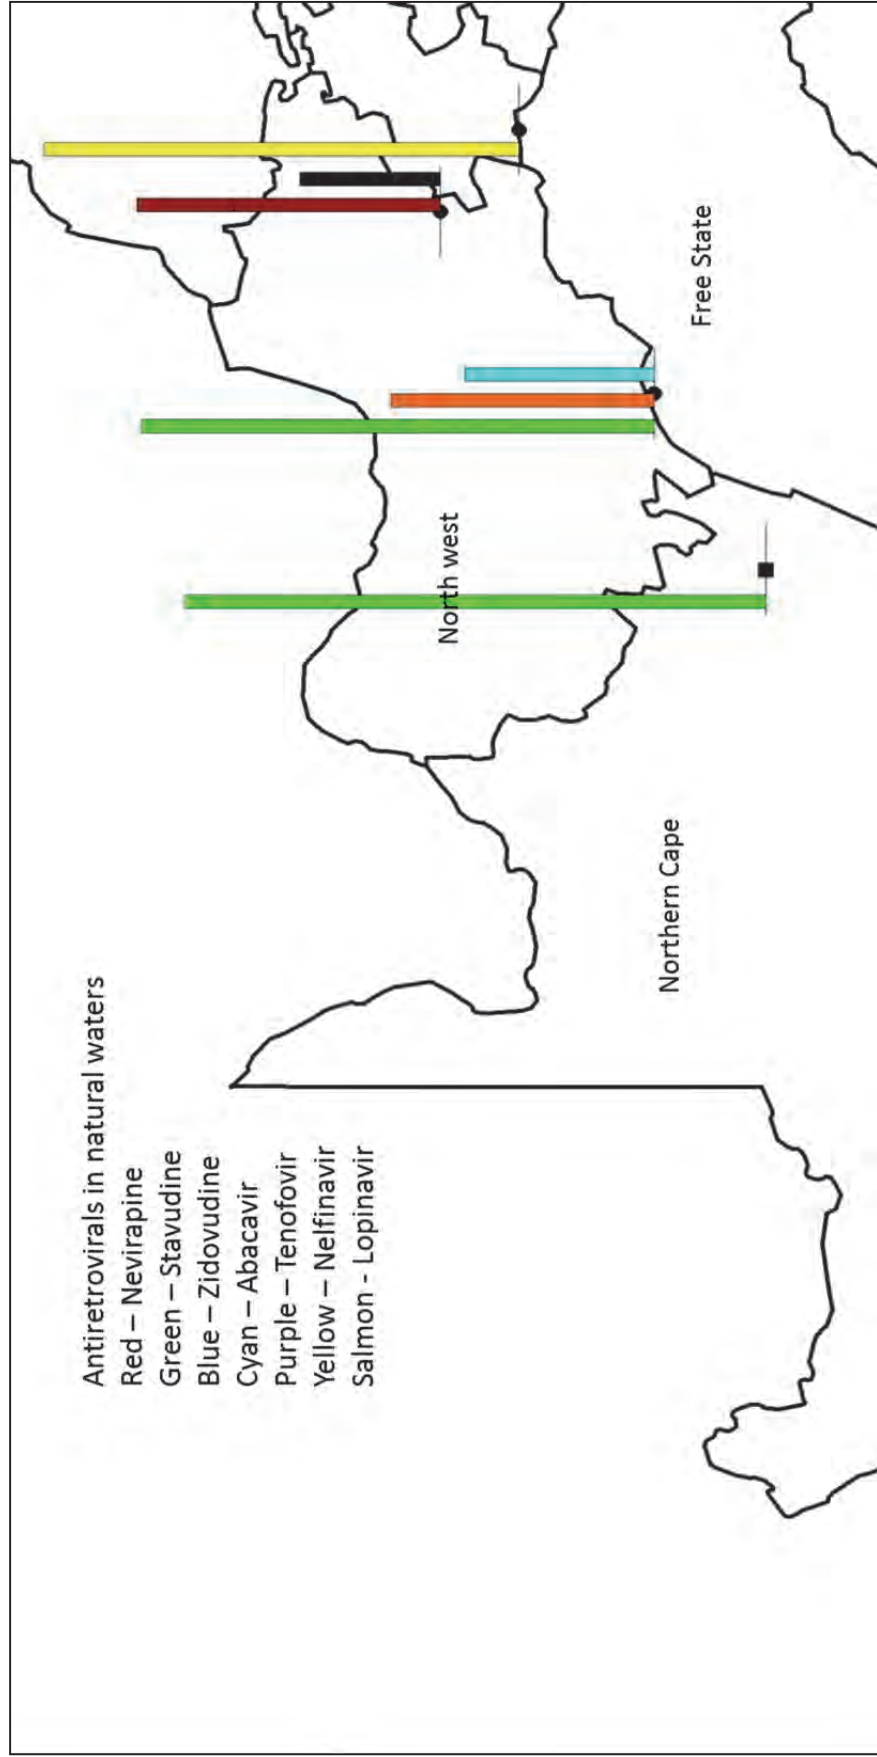 Antiretrovirals in natural waters
Red – Nevirapine
Green – Stavudine
Blue – Zidovudine
Cyan – Abacavir
Purple – Tenofovir
Yellow – Nelfinavir
Salmon - Lopinavir
North west
Northern Cape
Free State